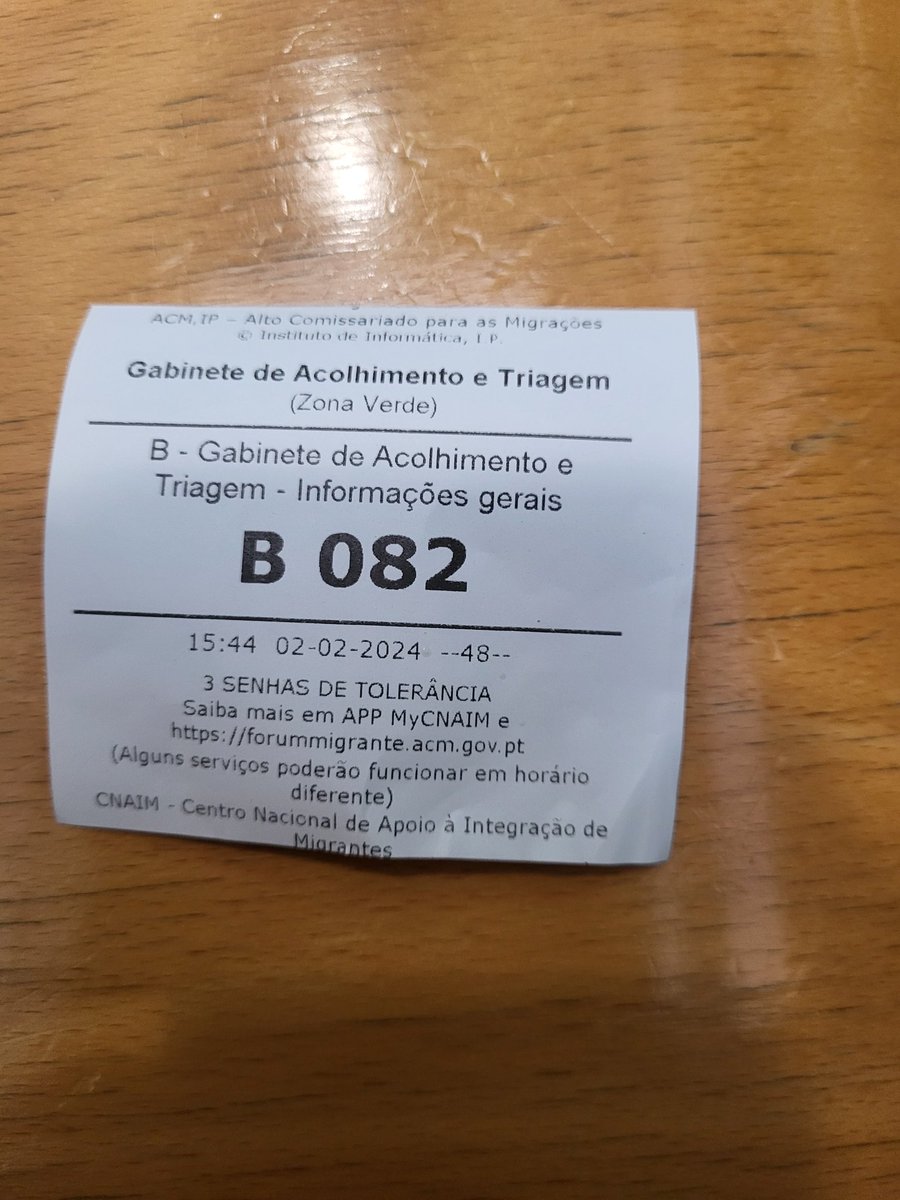 ACM,IP – Alto Comissariado para as Migrações
© Instituto de Informática, I.P.
Gabinete de Acolhimento e Triagem
(Zona Verde)
B - Gabinete de Acolhimento e
Triagem - Informações gerais
B 082
15:44 02-02-2024 --48--
3 SENHAS DE TOLERÂNCIA
Saiba mais em APP MyCNAIM e
https://forummigrante.acm.gov.pt
(Alguns serviços poderão funcionar em horário
diferente)
CNAIM - Centro Nacional de Apoio à Integração de
Migrantes